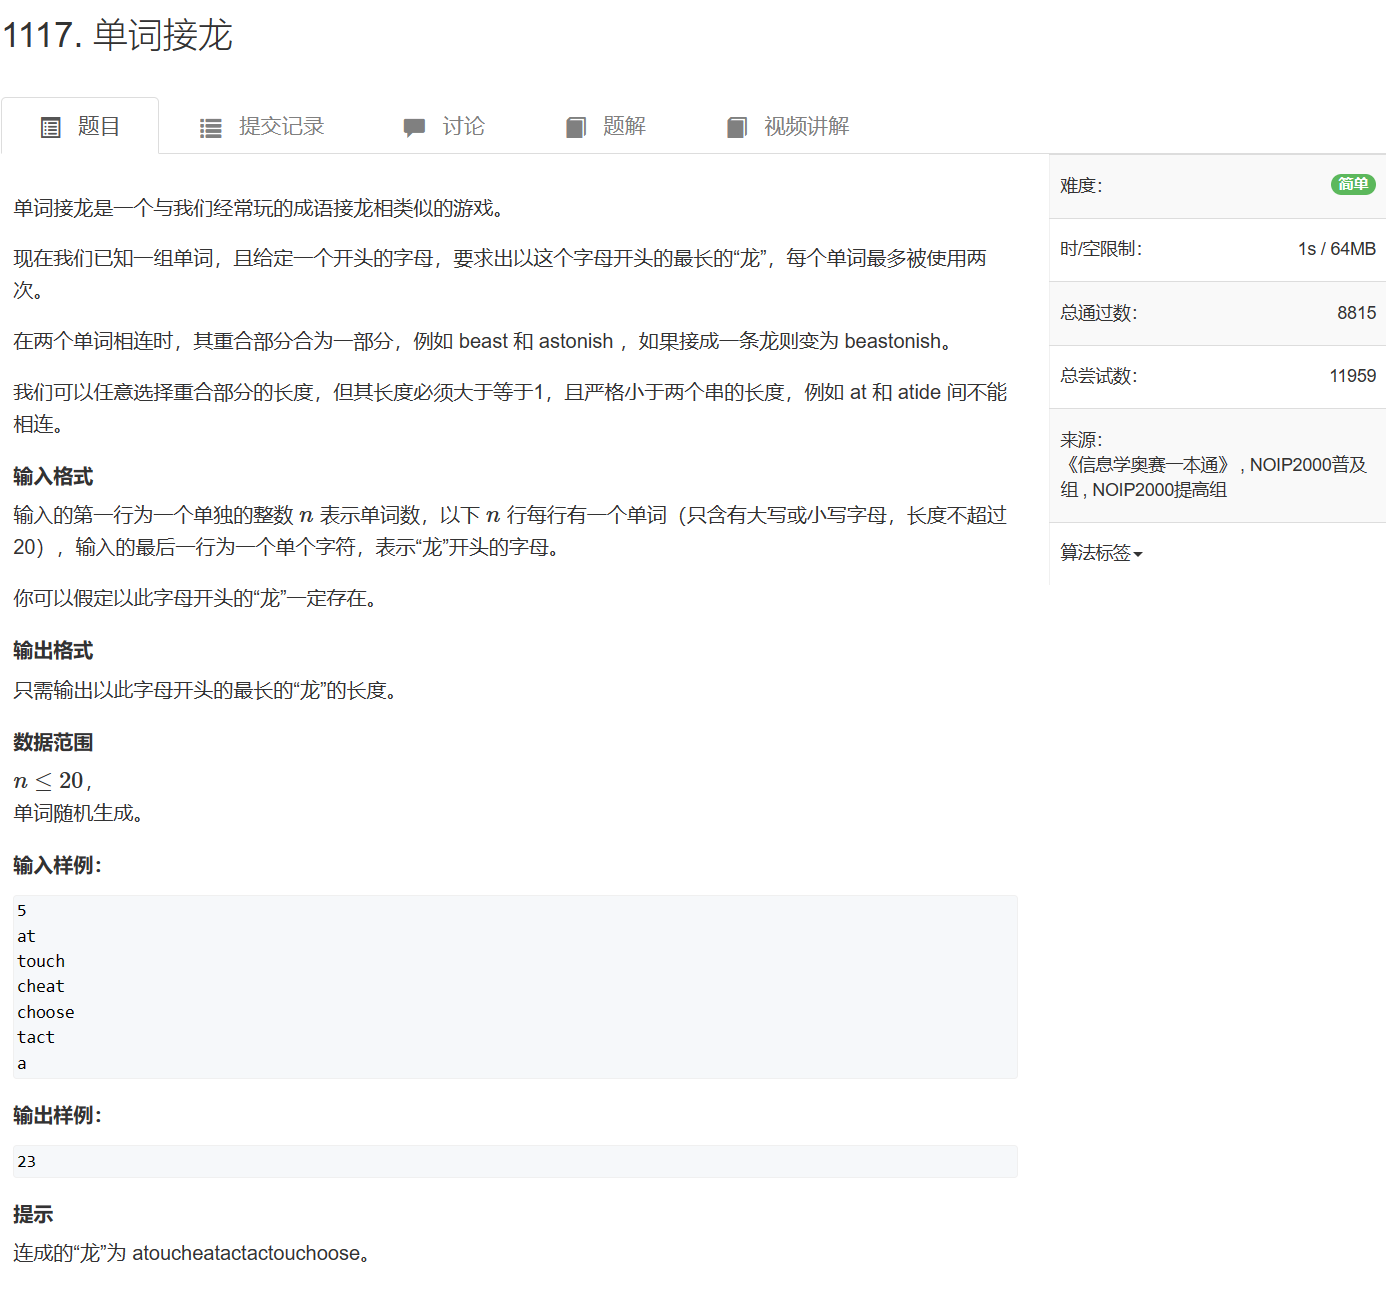 1117. 单词接龙
题目 提交记录 讨论 题解 视频讲解
单词接龙是一个与我们经常玩的成语接龙相类似的游戏。
现在我们已知一组单词，且给定一个开头的字母，要求出以这个字母开头的最长的“龙”，每个单词最多被使用两
次。
在两个单词相连时，其重合部分合为一部分，例如 beast 和 astonish ，如果接成一条龙则变为 beastonish。
我们可以任意选择重合部分的长度，但其长度必须大于等于1，且严格小于两个串的长度，例如 at 和 atide 间不能
相连。
输入格式
输入的第一行为一个单独的整数 n 表示单词数，以下 n 行每行有一个单词（只含有大写或小写字母，长度不超过
20），输入的最后一行为一个单个字符，表示“龙”开头的字母。
你可以假定以此字母开头的“龙”一定存在。
输出格式
只需输出以此字母开头的最长的“龙”的长度。
数据范围
n ≤ 20，
单词随机生成。
输入样例：
5
at
touch
cheat
choose
tact
a
输出样例：
23
提示
连成的“龙”为 atoucheatactactouchoose。
难度： 简单
时/空限制： 1s / 64MB
总通过数： 8815
总尝试数： 11959
来源：
《信息学奥赛一本通》 , NOIP2000普及
组 , NOIP2000提高组
算法标签